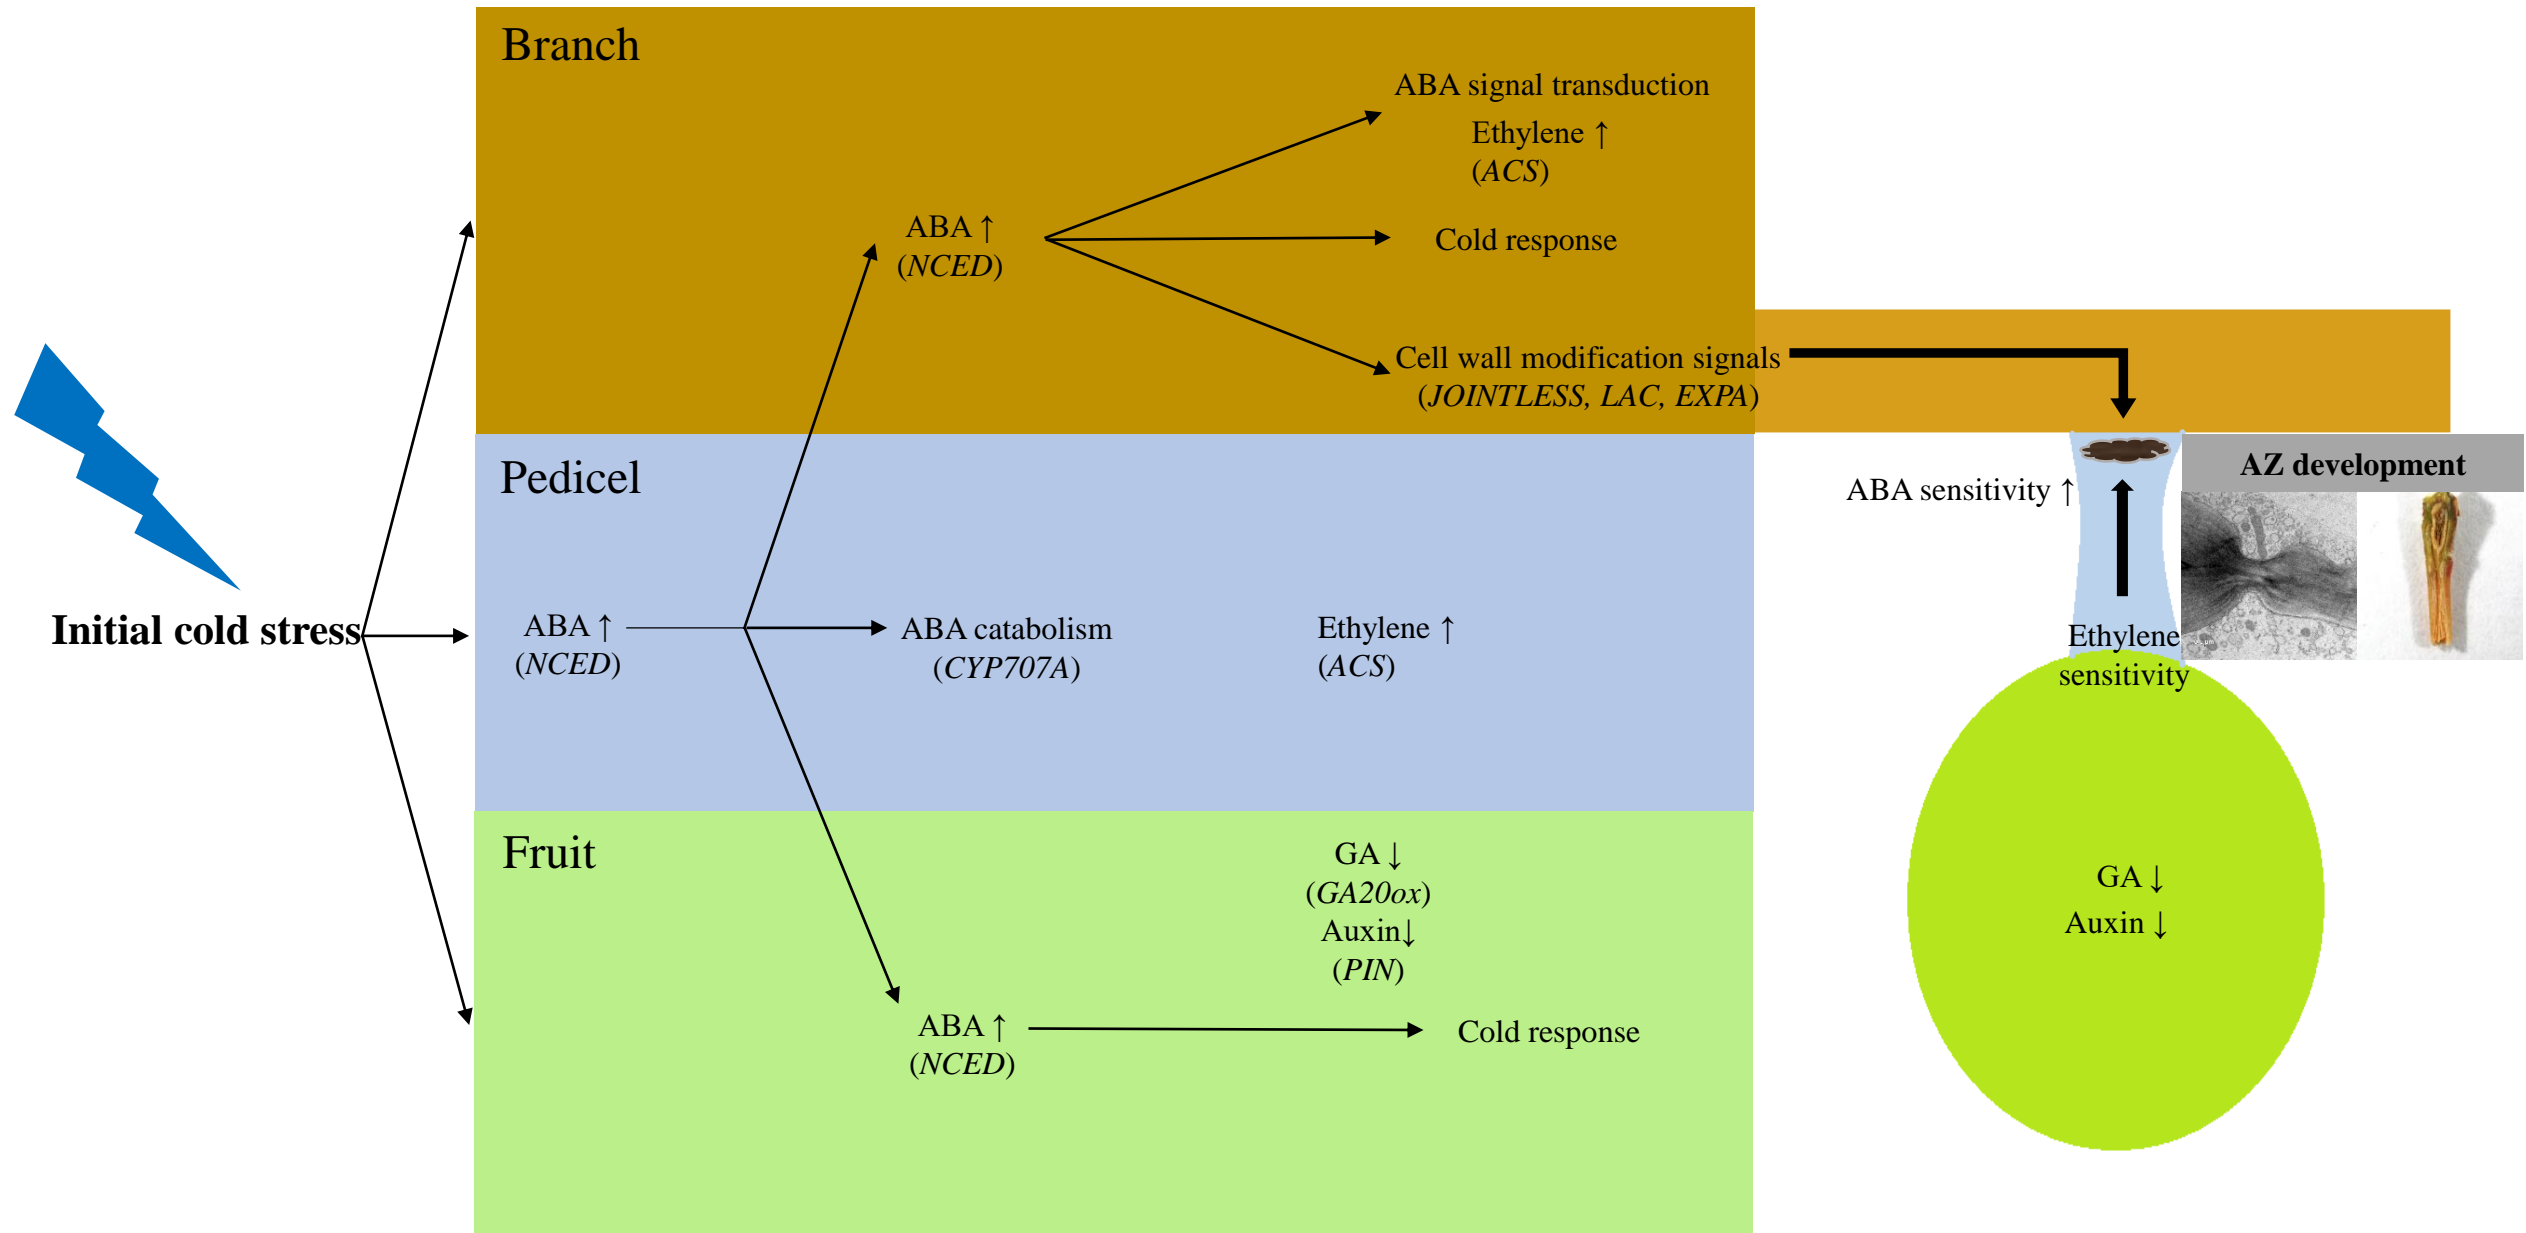 Branch
ABA signal transduction
Ethylene ↑
(ACS)
ABA ↑
(NCED)
Cold response
Cell wall modification signals
(JOINTLESS, LAC, EXPA)
Pedicel
AZ development
ABA sensitivity ↑
Initial cold stress
ABA ↑
(NCED)
ABA catabolism
(CYP707A)
Ethylene ↑
(ACS)
Ethylene
sensitivity
Fruit
GA ↓
(GA20ox)
Auxin↓
(PIN)
GA ↓
Auxin ↓
ABA ↑
(NCED)
Cold response